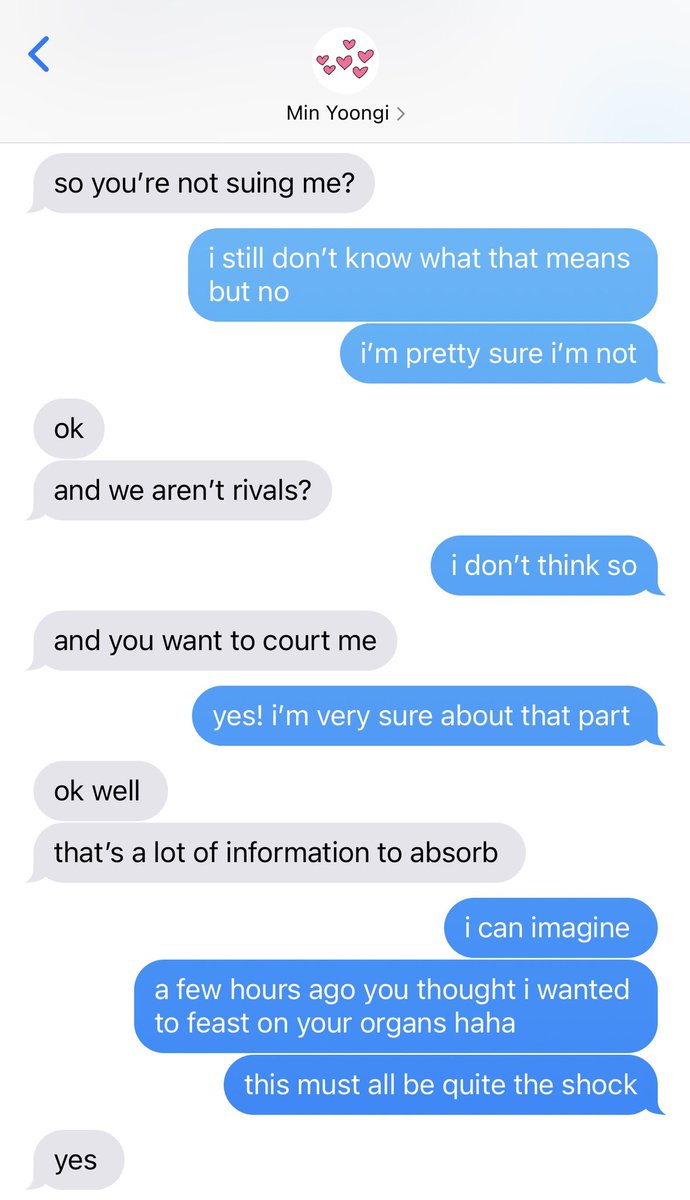 Min Yoongi
so you’re not suing me?
i still don’t know what that means
but no
i’m pretty sure i’m not
ok
and we aren’t rivals?
i don’t think so
and you want to court me
yes! i’m very sure about that part
ok well
that’s a lot of information to absorb
i can imagine
a few hours ago you thought i wanted
to feast on your organs haha
this must all be quite the shock
yes